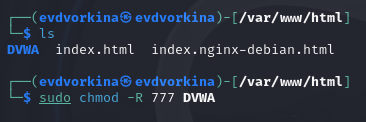 ┌──(evdvorkina㉿evdvorkina)-[/var/www/html]
└─$ ls
DVWA  index.html  index.nginx-debian.html
┌──(evdvorkina㉿evdvorkina)-[/var/www/html]
└─$ sudo chmod -R 777 DVWA